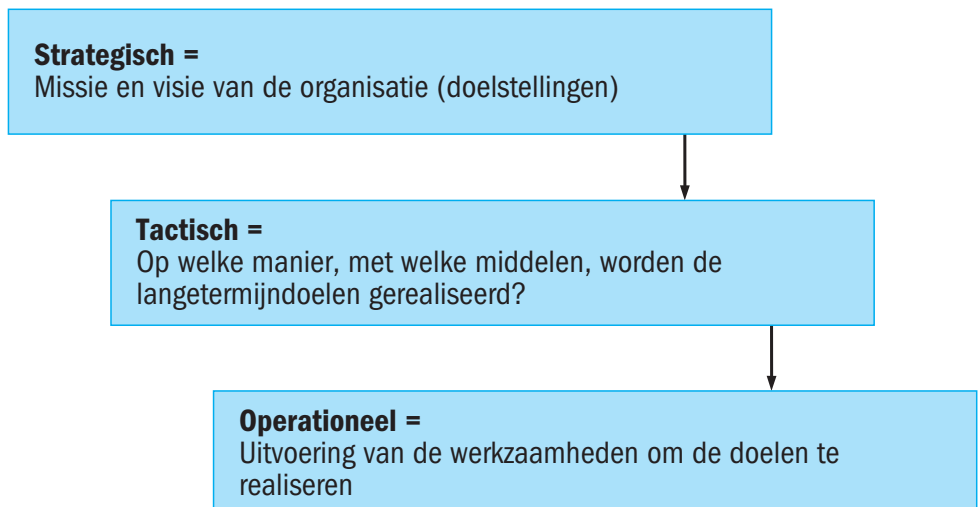 Strategisch =
Missie en visie van de organisatie (doelstellingen)
Tactisch =
Op welke manier, met welke middelen, worden de
langetermijndoelen gerealiseerd?
Operationeel =
Uitvoering van de werkzaamheden om de doelen te
realiseren